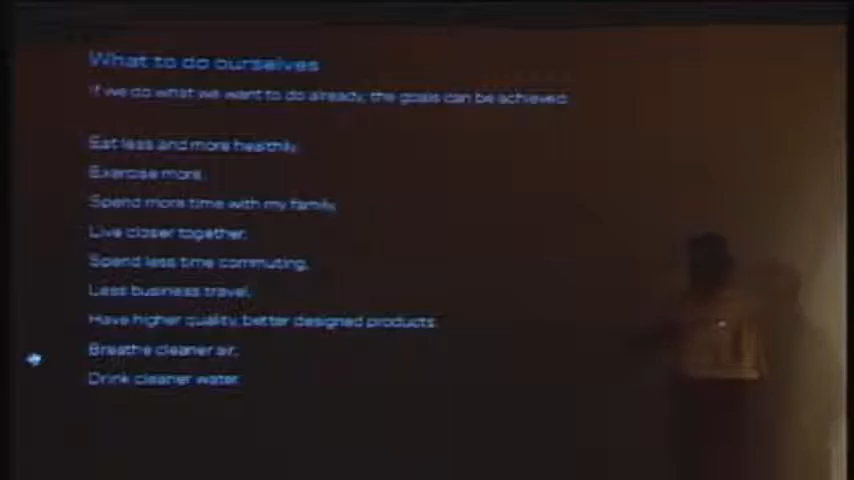 What to do ourselves
If we do what we want to do already, the goals can be achieved.
Eat less and more healthily.
Exercise more.
Spend more time with my family.
Live closer together.
Spend less time commuting.
Less business travel.
Have higher quality, better designed products.
Breathe cleaner air.
Drink cleaner water.